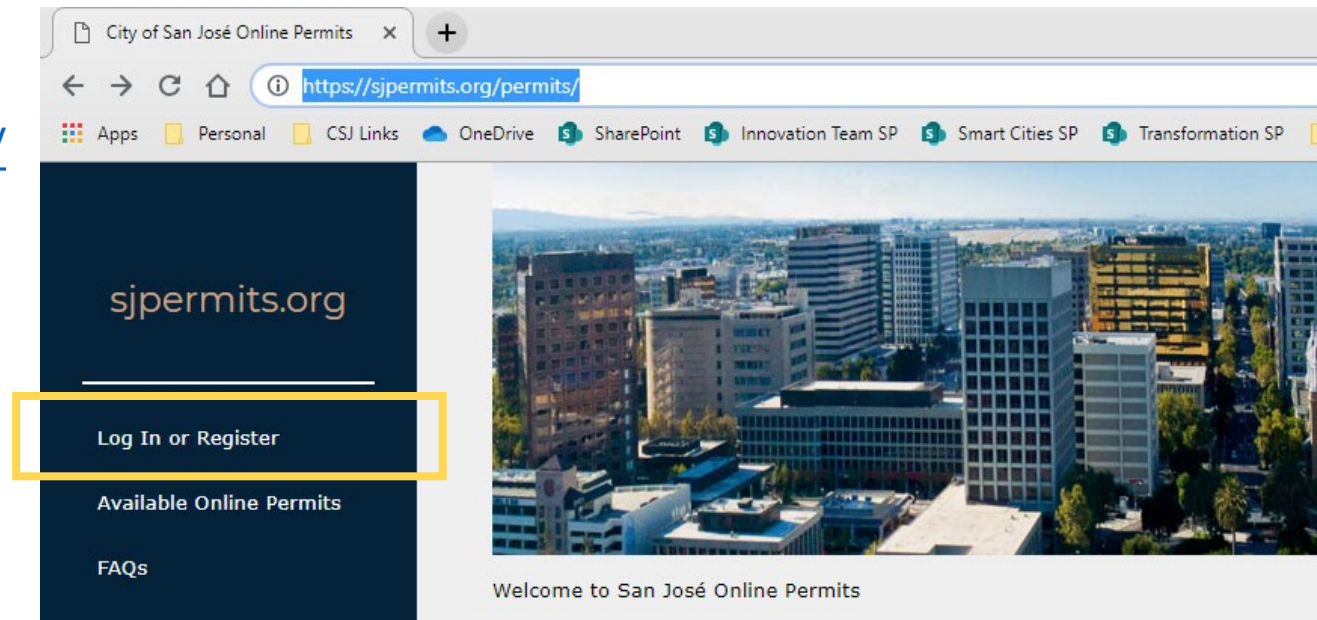 City of San José Online Permits
https://sjpermits.org/permits/
Apps Personal CSJ Links OneDrive SharePoint Innovation Team SP Smart Cities SP Transformation SP
sjpermits.org
Log In or Register
Available Online Permits
FAQs
Welcome to San José Online Permits